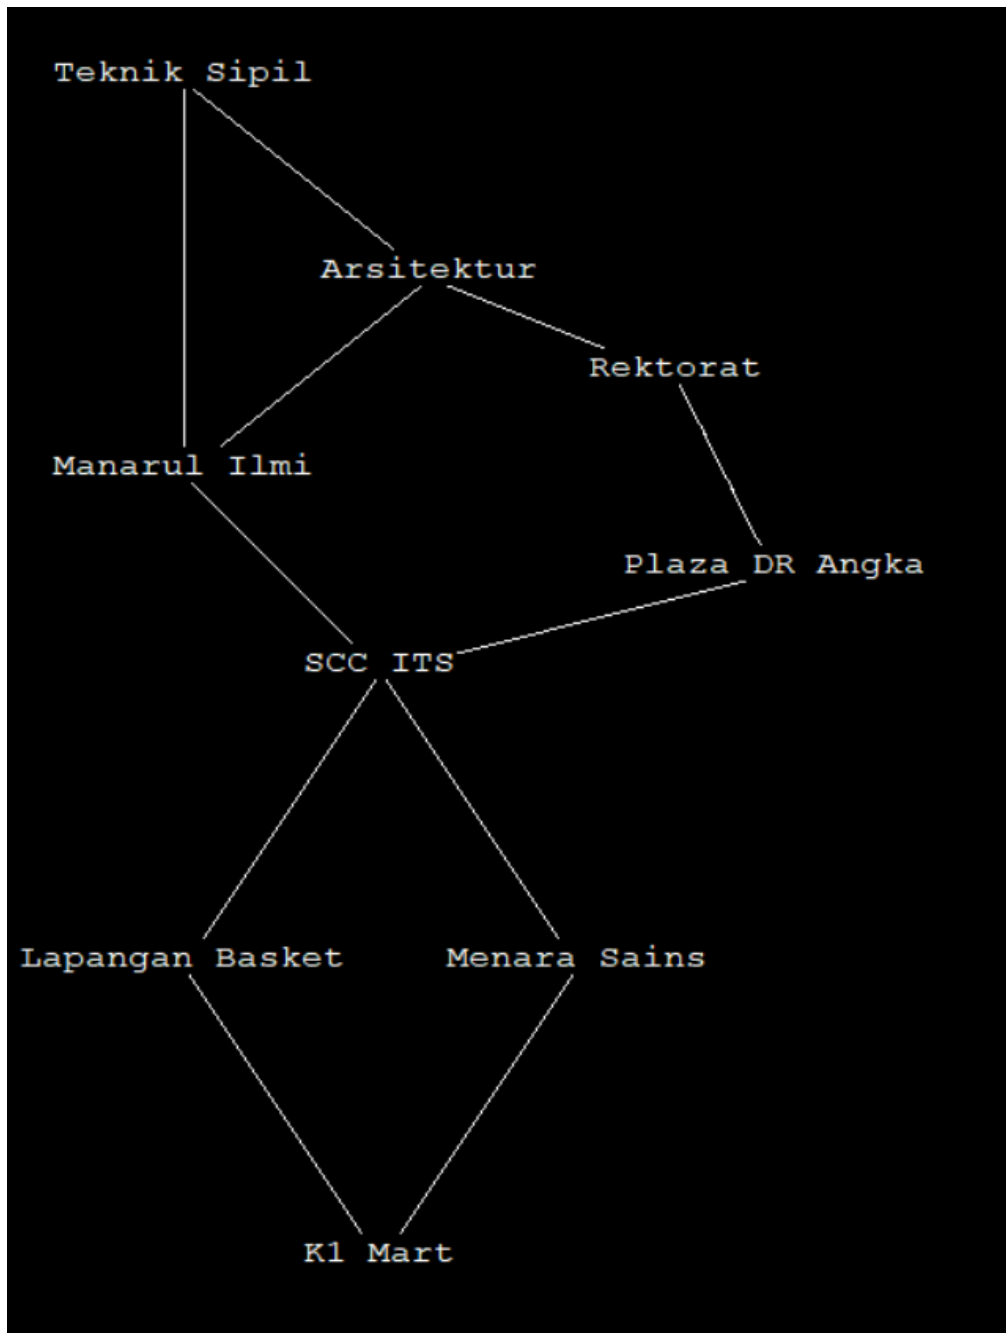 Teknik Sipil
Arsitektur
Rektorat
Manarul Ilmi
Plaza DR Angka
SCC ITS
Lapangan Basket
Menara Sains
K1 Mart